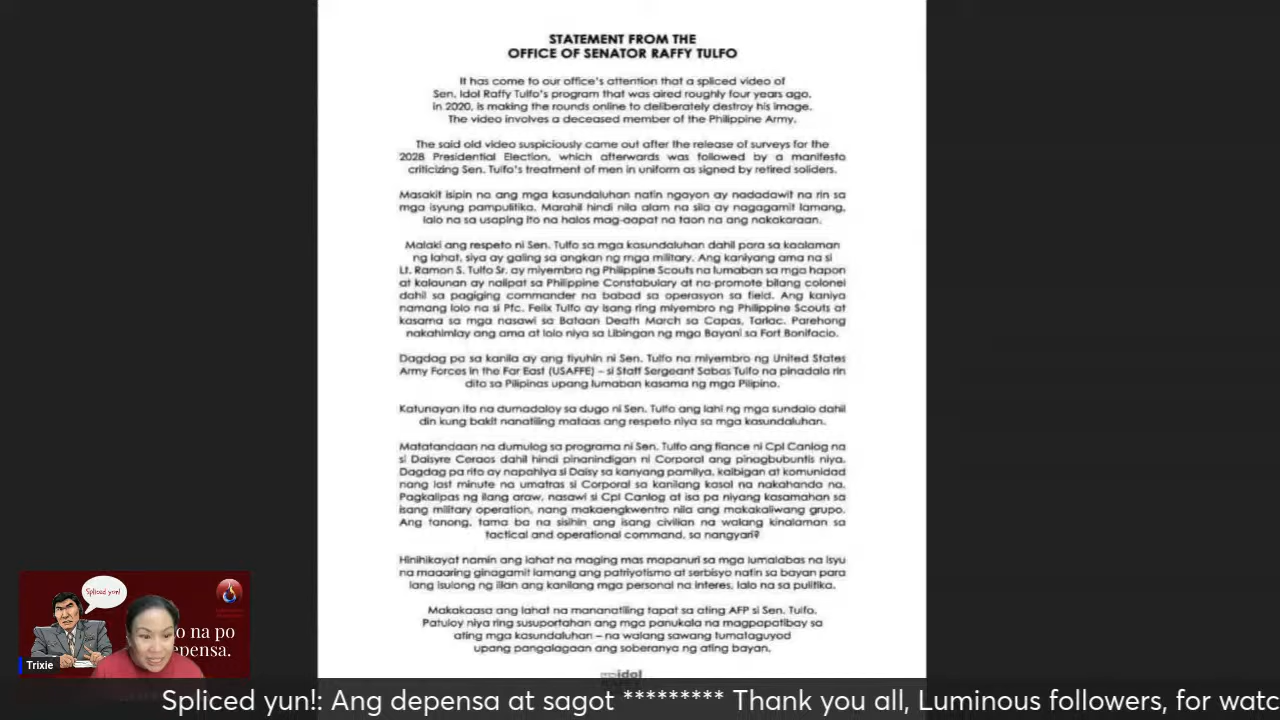 STATEMENT FROM THE
OFFICE OF SENATOR RAFFY TULFO
It has come to our office's attention that a spliced video of
Sen. Idol Raffy Tulfo's program that was aired roughly four years ago,
in 2020, is making the rounds online to deliberately destroy his image.
The video involves a deceased member of the Philippine Army.
The said old video suspiciously came out after the release of surveys for the
2028 Presidential Election, which afterwards was followed by a manifesto
criticizing Sen. Tulfo's treatment of men in uniform as signed by retired soliders.
Masakit isipin na ang mga kasundaluhan natin ngayon ay nadadawit na rin sa
mga isyung pampulitika. Marahil hindi nila alam na sila ay nagagamit lamang,
lalo na sa usaping ito na halos mag-aapat na taon na ang nakakaraan.
Malaki ang respeto ni Sen. Tulfo sa mga kasundaluhan dahil para sa kaalaman
ng lahat, siya ay galing sa angkan ng mga military. Ang kaniyang ama na si
Lt. Ramon S. Tulfo Sr. ay miyembro ng Philippine Scouts na lumaban sa mga hapon
at kalaunan ay nalipat sa Philippine Constabulary at na-promote bilang colonel
dahil sa pagiging commander na babad sa operasyon sa field. Ang kaniya
namang lolo na si Pfc. Felix Tulfo ay isang ring miyembro ng Philippine Scouts at
kasama sa mga nasawi sa Bataan Death March sa Capas, Tarlac. Parehong
nakahimlay ang ama at lolo niya sa Libingan ng mga Bayani sa Fort Bonifacio.
Dagdag pa sa kanila ay ang tiyuhin ni Sen. Tulfo na miyembro ng United States
Army Forces in the Far East (USAFFE) – si Staff Sergeant Sabas Tulfo na pinadala rin
dito sa Pilipinas upang lumaban kasama ng mga Pilipino.
Katunayan ito na dumadaloy sa dugo ni Sen. Tulfo ang lahi ng mga sundalo dahil
din kung bakit nanatiling mataas ang respeto niya sa mga kasundaluhan.
Matatandaan na dumulog sa programa ni Sen. Tulfo ang fiance ni Cpl Canlog na
si Daisyre Ceraos dahil hindi pinanindigan ni Corporal ang pinagbubuntis niya.
Dagdag pa rito ay napahiya si Daisy sa kanyang pamilya, kaibigan at komunidad
nang last minute na umatras si Corporal sa kanilang kasal na nakahanda na.
Pagkalipas ng ilang araw, nasawi si Cpl Canlog at isa pa niyang kasamahan sa
isang military operation, nang makaengkwentro nila ang makakaliwang grupo.
Ang tanong, tama ba na sisihin ang isang civilian na walang kinalaman sa
tactical and operational command, sa nangyari?
Hinihikayat namin ang lahat na maging mas mapanuri sa mga lumalabas na isyu
na maaring ginagamit lamang ang patriyotismo at serbisyo natin sa bayan para
lang isulong ng ilan ang kanilang mga personal na interes, lalo na sa pulitika.
Makakaasa ang lahat na mananatiling tapat sa ating AFP si Sen. Tulfo.
Patuloy niya ring susuportahan ang mga panukala na magpapatibay sa
ating mga kasundaluhan – na walang sawang tumataguyod
upang pangalagaan ang soberanya ng ating bayan.
idol
Spliced yun!
o na po
epensa.
Trixie
Spliced yun!: Ang depensa at sagot ********* Thank you all, Luminous followers, for watc